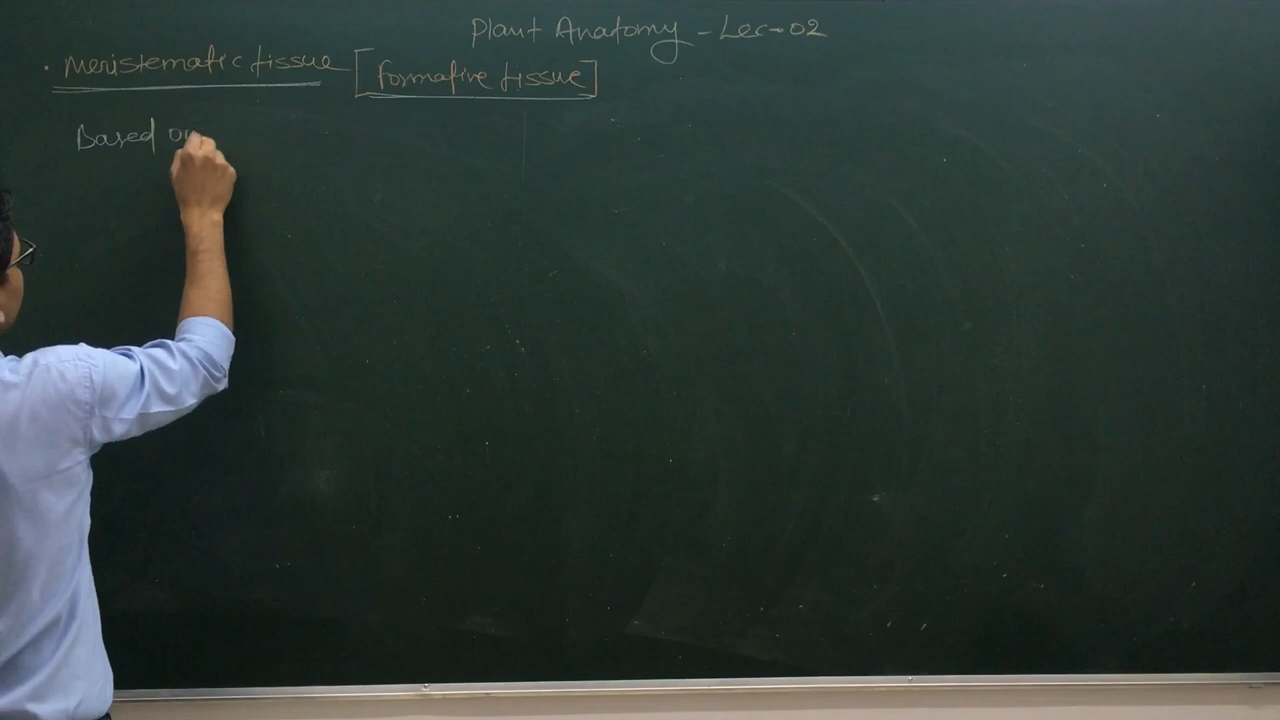 Plant Anatomy - Lec-02
• Meristematic tissue [Formative tissue]
Based on